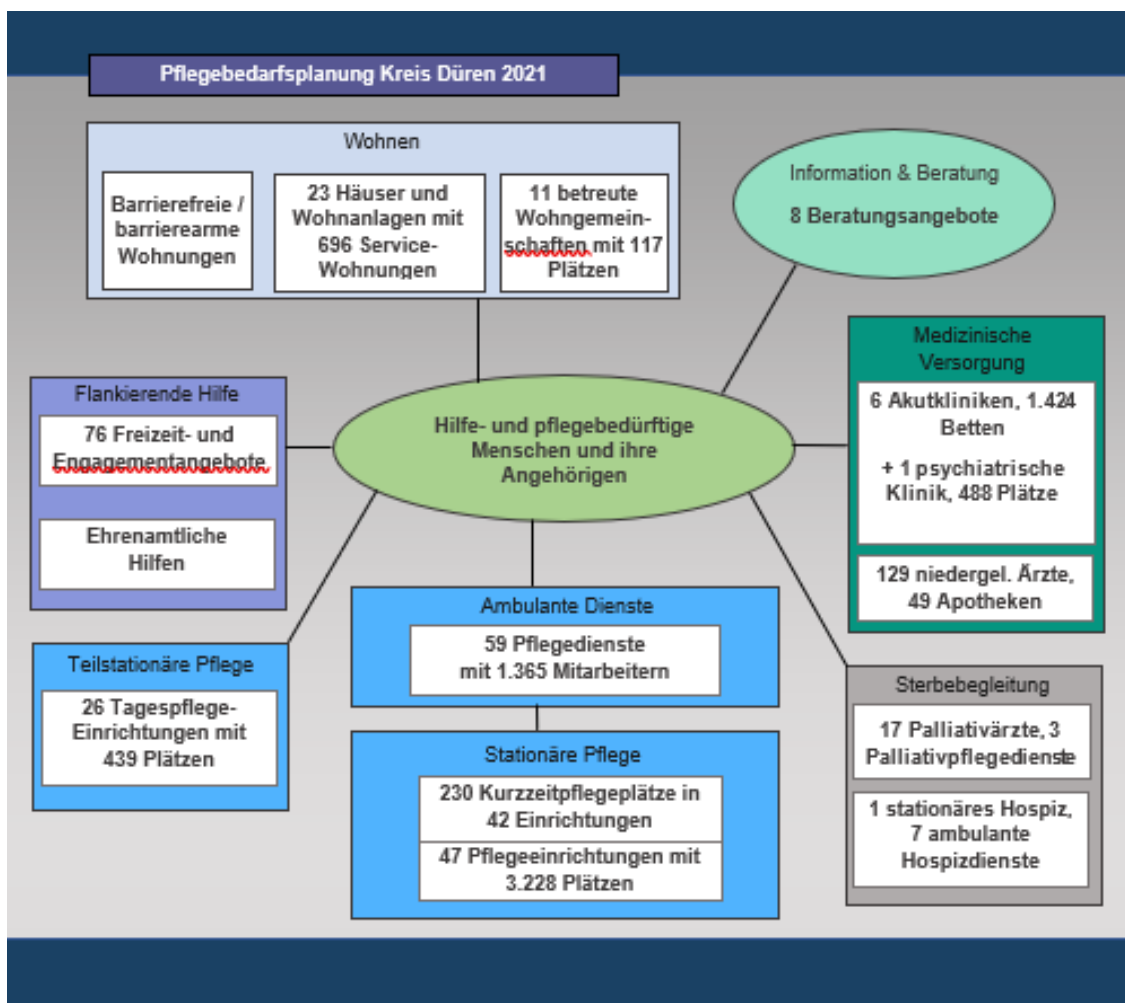 Pflegebedarfsplanung Kreis Düren 2021
Wohnen
Barrierefreie /
barrierearme
Wohnungen
23 Häuser und
Wohnanlagen mit
696 Service-
Wohnungen
11 betreute
Wohngemein-
schaften mit 117
Plätzen
Information & Beratung
8 Beratungsangebote
Flankierende Hilfe
76 Freizeit- und
Engagementangebote
Ehrenamtliche
Hilfen
Hilfe- und pflegebedürftige
Menschen und ihre
Angehörigen
Medizinische
Versorgung
6 Akutkliniken, 1.424
Betten
+ 1 psychiatrische
Klinik, 488 Plätze
129 niedergel. Ärzte,
49 Apotheken
Teilstationäre Pflege
26 Tagespflege-
Einrichtungen mit
439 Plätzen
Ambulante Dienste
59 Pflegedienste
mit 1.365 Mitarbeitern
Stationäre Pflege
230 Kurzzeitpflegeplätze in
42 Einrichtungen
47 Pflegeeinrichtungen mit
3.228 Plätzen
Sterbebegleitung
17 Palliativärzte, 3
Palliativpflegedienste
1 stationäres Hospiz,
7 ambulante
Hospizdienste